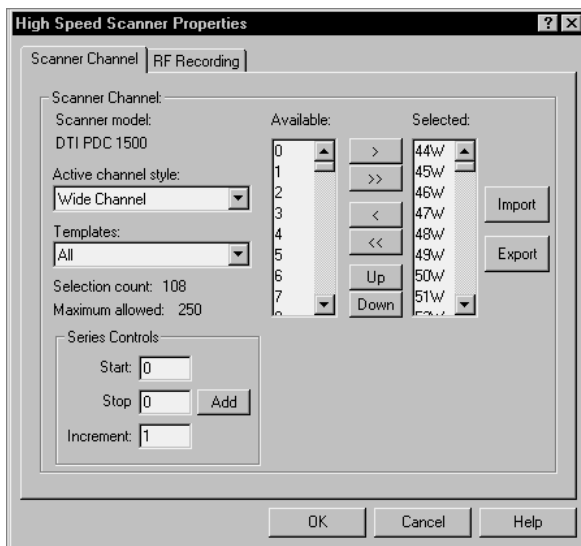 High Speed Scanner Properties
Scanner Channel RF Recording
Scanner Channel:
Scanner model:
DTI PDC 1500
Active channel style:
Wide Channel
Templates:
All
Selection count: 108
Maximum allowed: 250
Series Controls
Start: 0
Stop 0 Add
Increment: 1
Available:
0
1
2
3
4
5
6
7
>
>>
<
<<
Up
Down
Selected:
44W
45W
46W
47W
48W
49W
50W
51W
Import
Export
OK Cancel Help